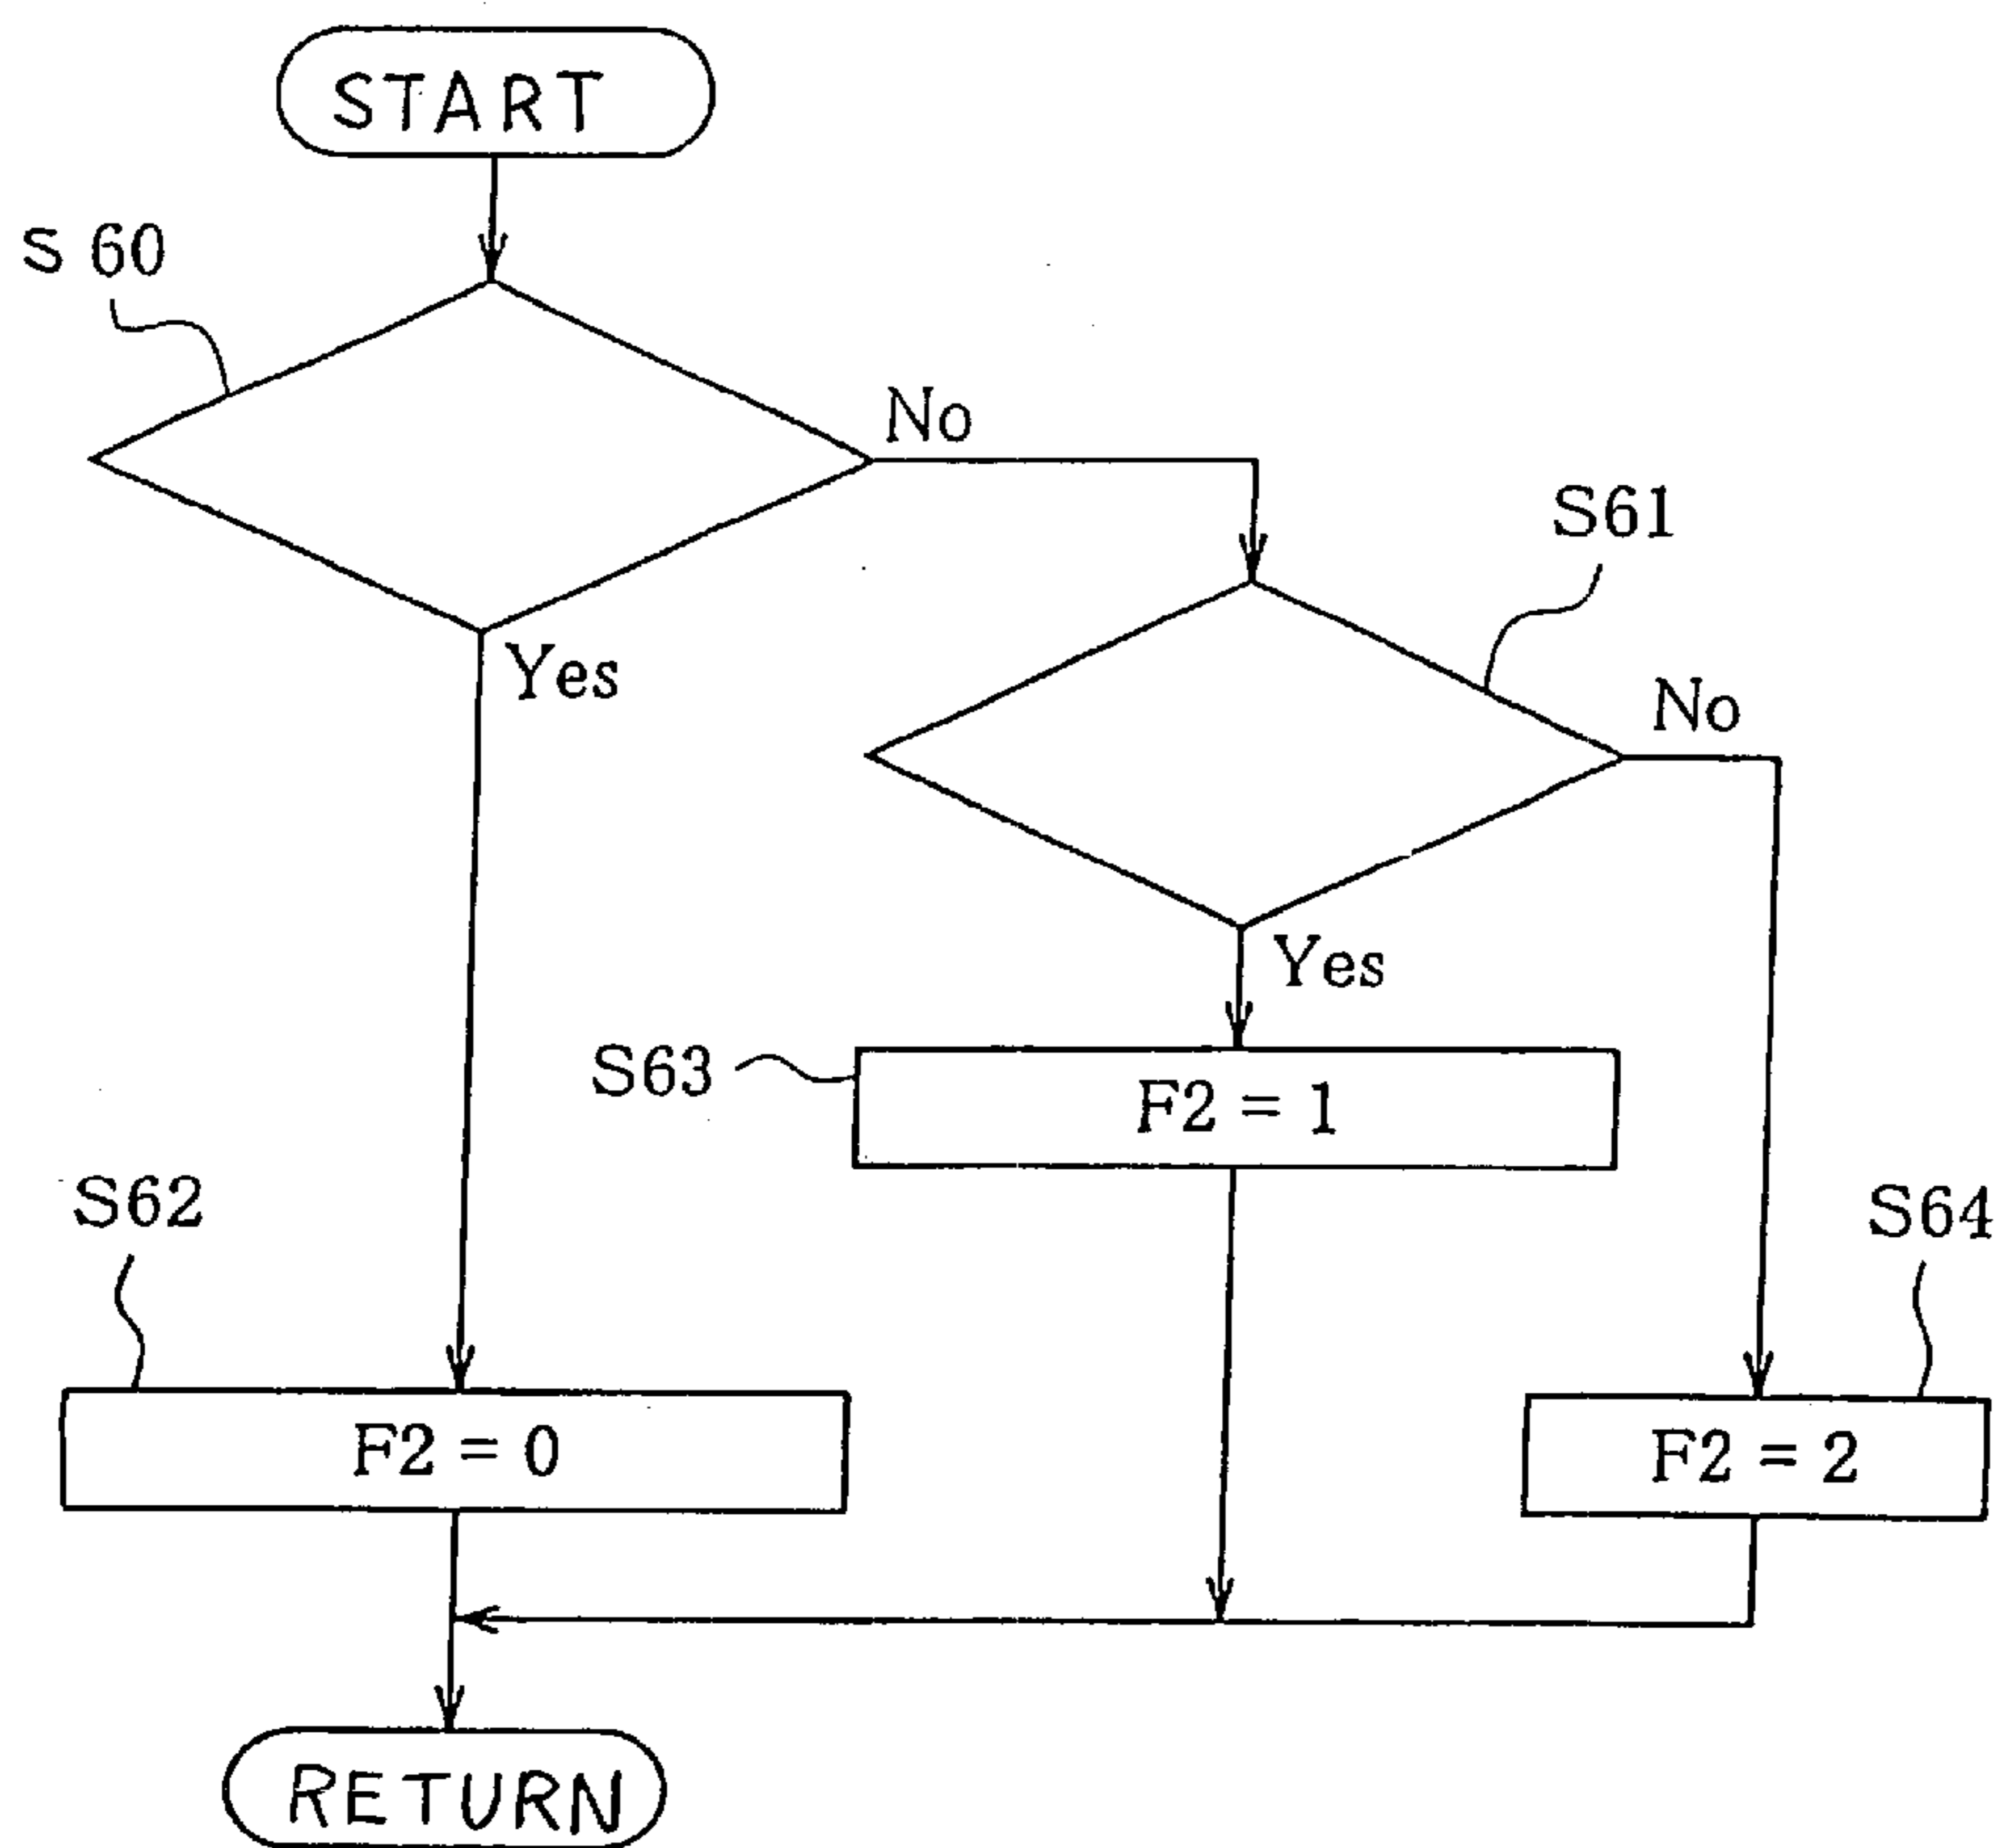 START
S 60
No
S61
Yes
No
Yes
S63
F2 = 1
S62
S64
F2 = 0
F2 = 2
RETURN